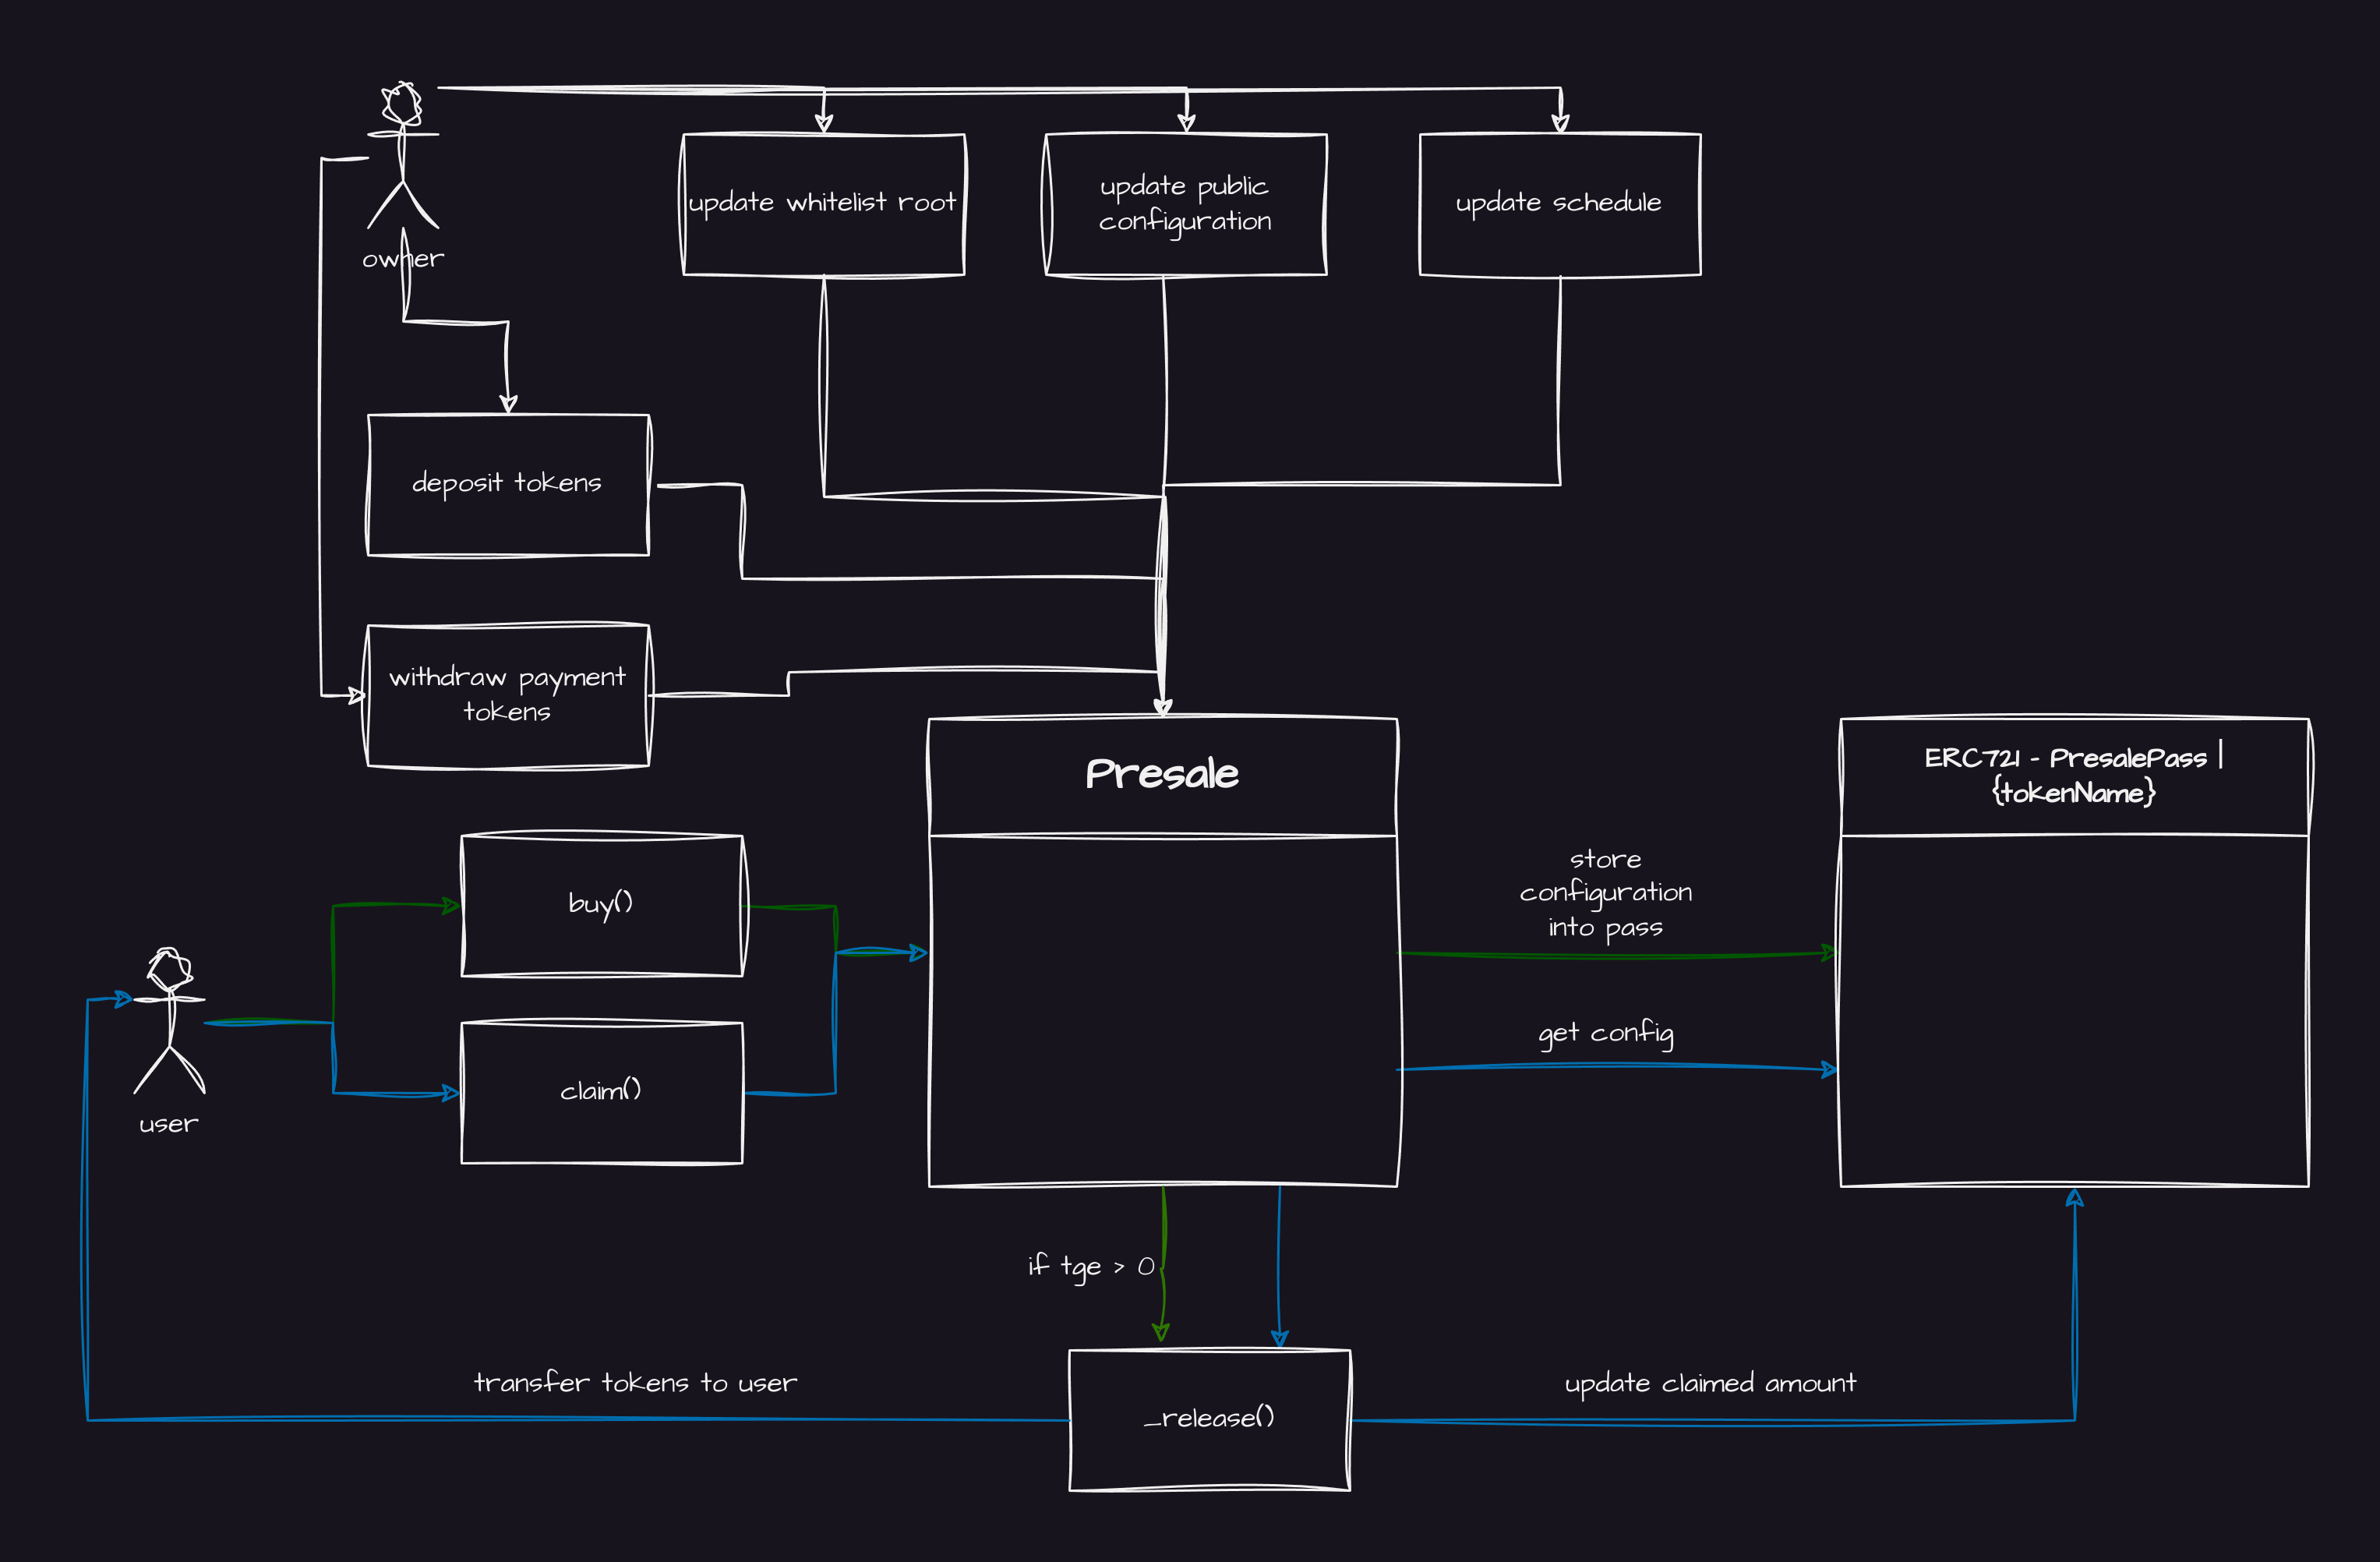 update whitelist root
update public
configuration
update schedule
owner
deposit tokens
withdraw payment
tokens
Presale
ERC721 - PresalePass |
{tokenName}
buy()
store
configuration
into pass
get config
claim()
user
if tge > 0
transfer tokens to user
_release()
update claimed amount